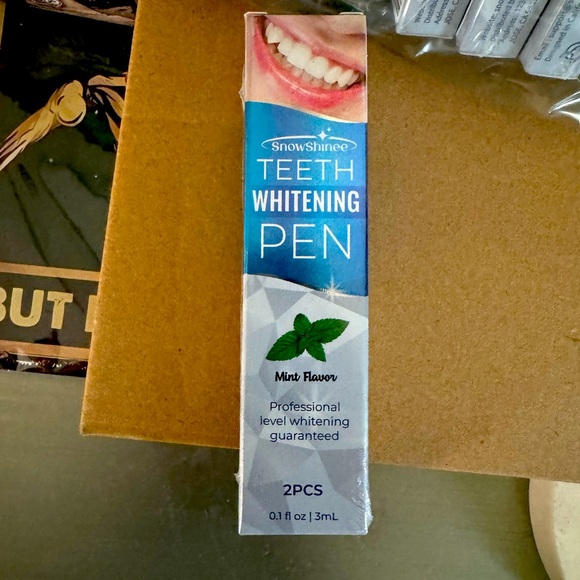 SnowShinee
TEETH
WHITENING
PEN
Mint Flavor
Professional
level whitening
guaranteed
2PCS
0.1 fl oz | 3mL
BUT